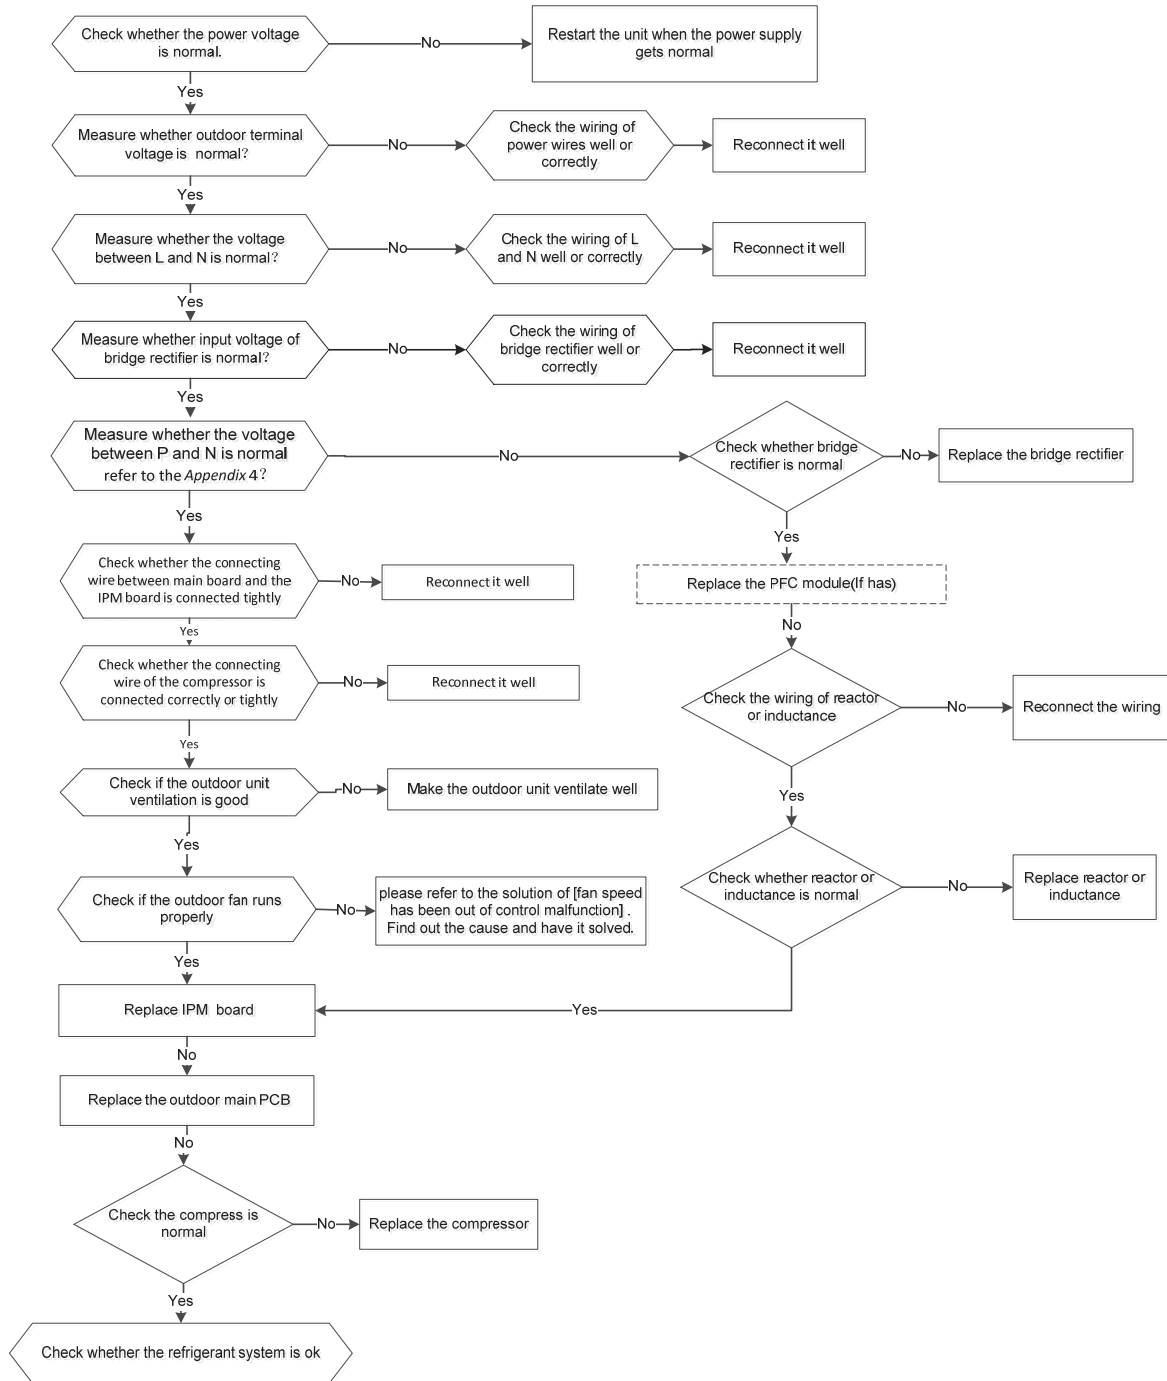 Check whether the power voltage
is normal.
No
Restart the unit when the power supply
gets normal
Yes
Measure whether outdoor terminal
voltage is normal?
No
Check the wiring of
power wires well or
correctly
Reconnect it well
Yes
Measure whether the voltage
between L and N is normal?
No
Check the wiring of L
and N well or correctly
Reconnect it well
Yes
Measure whether input voltage of
bridge rectifier is normal?
No
Check the wiring of
bridge rectifier well or
correctly
Reconnect it well
Yes
Measure whether the voltage
between P and N is normal
refer to the Appendix 4?
No
Check whether bridge
rectifier is normal
No
Replace the bridge rectifier
Yes
Yes
Check whether the connecting
wire between main board and the
IPM board is connected tightly
No
Reconnect it well
Replace the PFC module(If has)
Yes
No
Check whether the connecting
wire of the compressor is
connected correctly or tightly
No
Reconnect it well
Check the wiring of reactor
or inductance
No
Reconnect the wiring
Yes
Check if the outdoor unit
ventilation is good
No
Make the outdoor unit ventilate well
Yes
Yes
Check if the outdoor fan runs
properly
No
please refer to the solution of [fan speed
has been out of control malfunction] .
Find out the cause and have it solved.
Check whether reactor or
inductance is normal
No
Replace reactor or
inductance
Yes
Replace IPM board
Yes
No
Replace the outdoor main PCB
No
Check the compress is
normal
No
Replace the compressor
Yes
Check whether the refrigerant system is ok